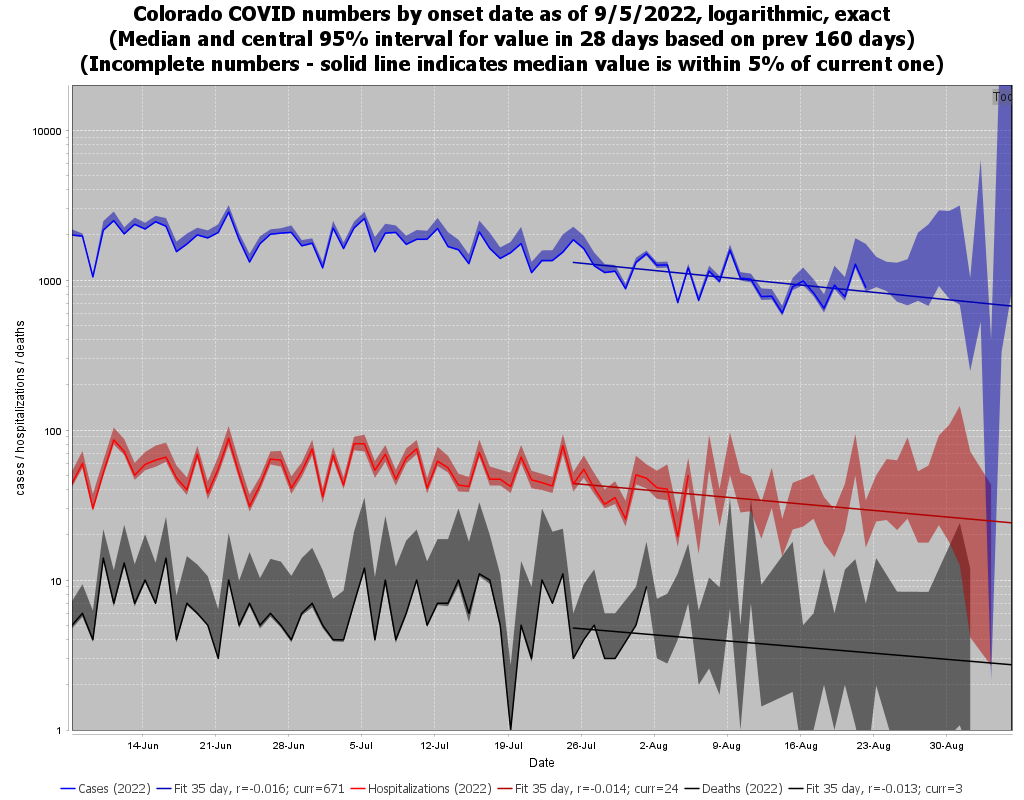 Colorado COVID numbers by onset date as of 9/5/2022, logarithmic, exact
(Median and central 95% interval for value in 28 days based on prev 160 days)
(Incomplete numbers - solid line indicates median value is within 5% of current one)
10000
1000
100
10
1
cases / hospitalizations / deaths
14-Jun 21-Jun 28-Jun 5-Jul 12-Jul 19-Jul 26-Jul 2-Aug 9-Aug 16-Aug 23-Aug 30-Aug
Date
Cases (2022) Fit 35 day, r=-0.016; curr=671 Hospitalizations (2022) Fit 35 day, r=-0.014; curr=24 Deaths (2022) Fit 35 day, r=-0.013; curr=3